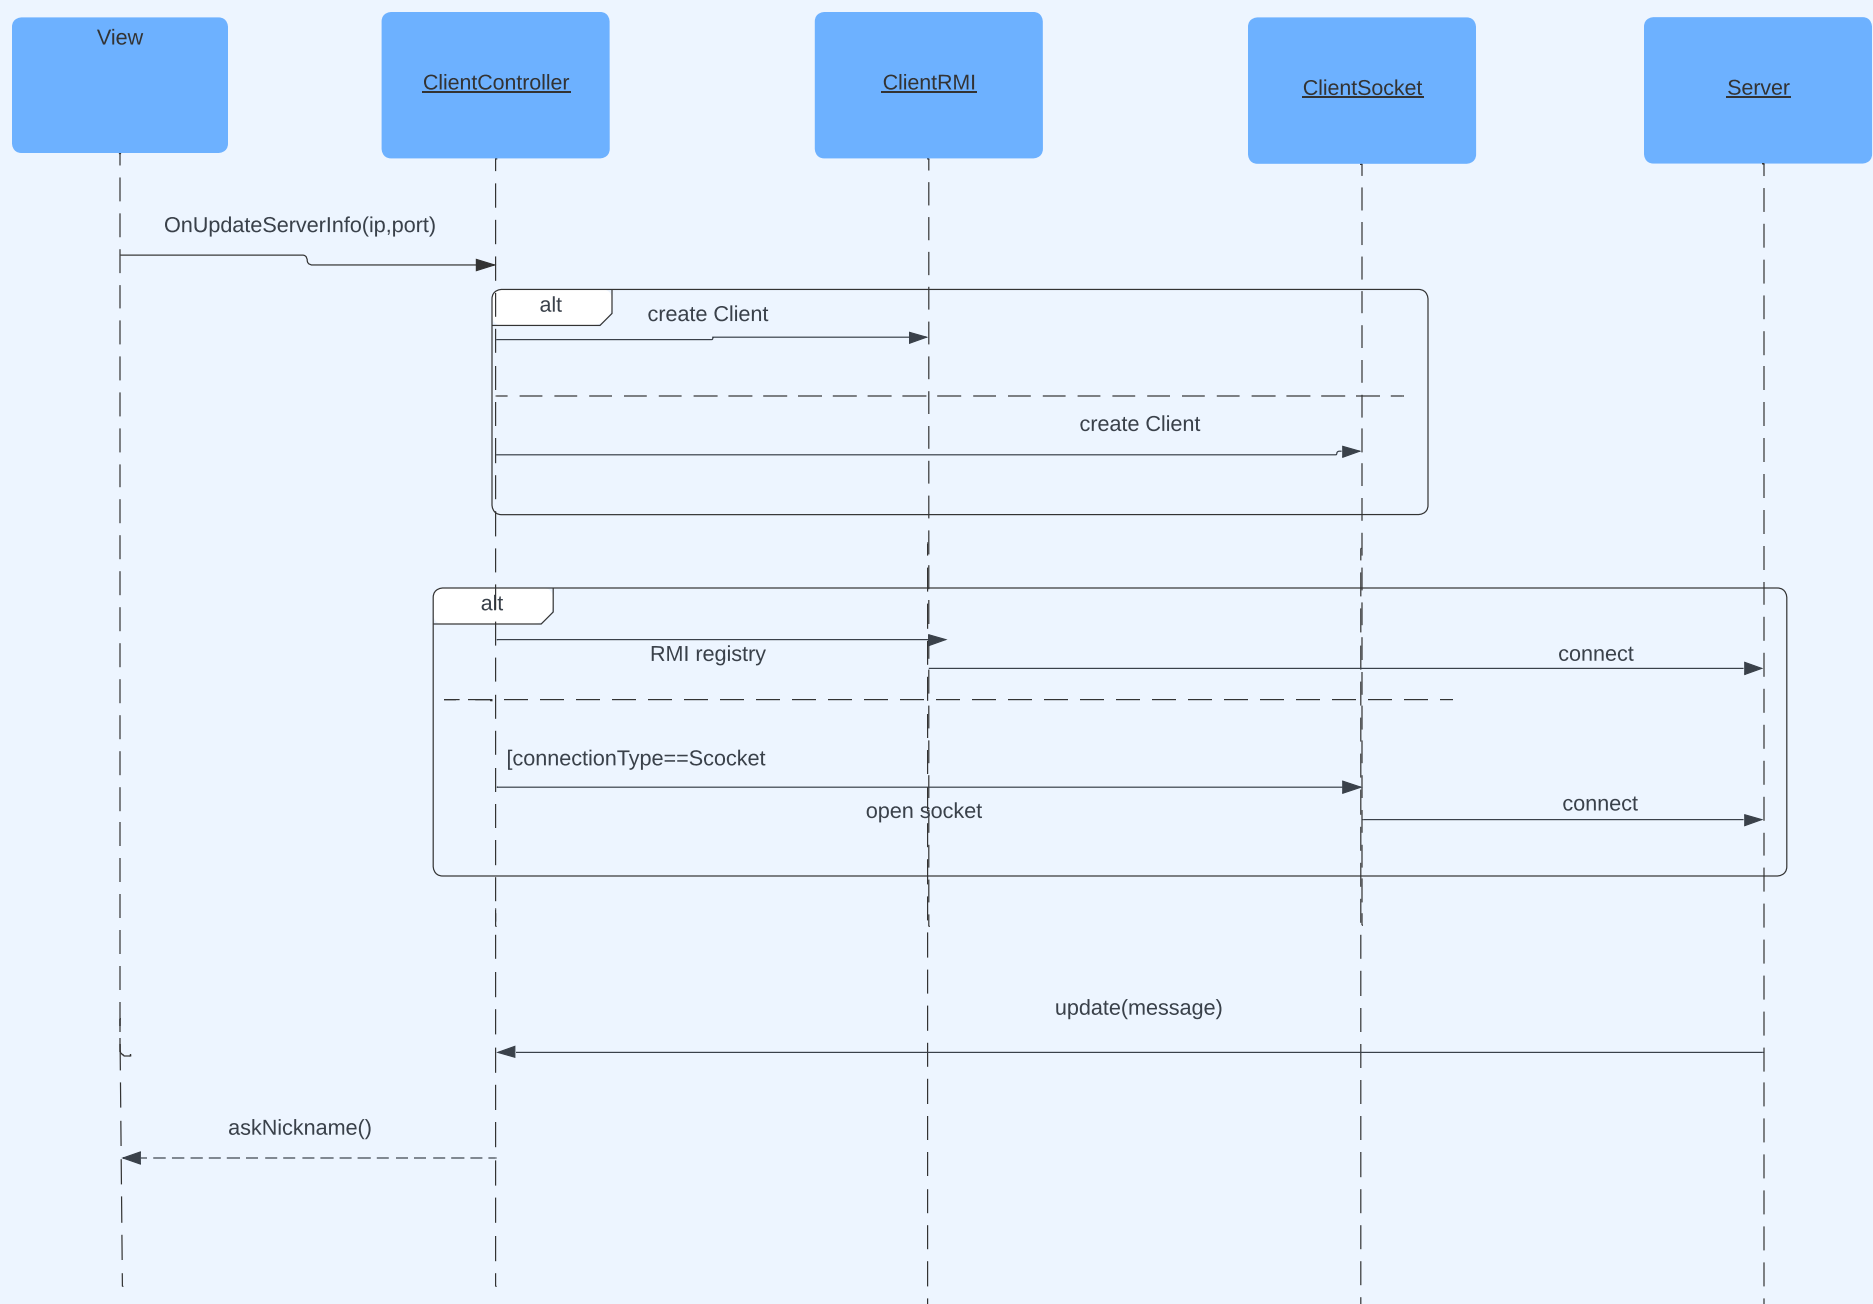 View
ClientController
ClientRMI
ClientSocket
Server
OnUpdateServerInfo(ip,port)
alt
create Client
create Client
alt
RMI registry
connect
[connectionType==Scocket
open socket
connect
update(message)
askNickname()